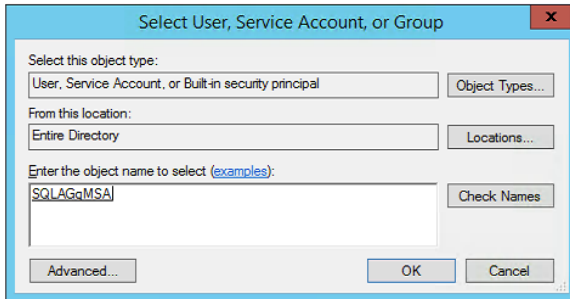 Select User, Service Account, or Group
x
Select this object type:
User, Service Account, or Built-in security principal
Object Types...
From this location:
Entire Directory
Locations...
Enter the object name to select (examples):
SQLAGgMSA
Check Names
Advanced...
OK
Cancel